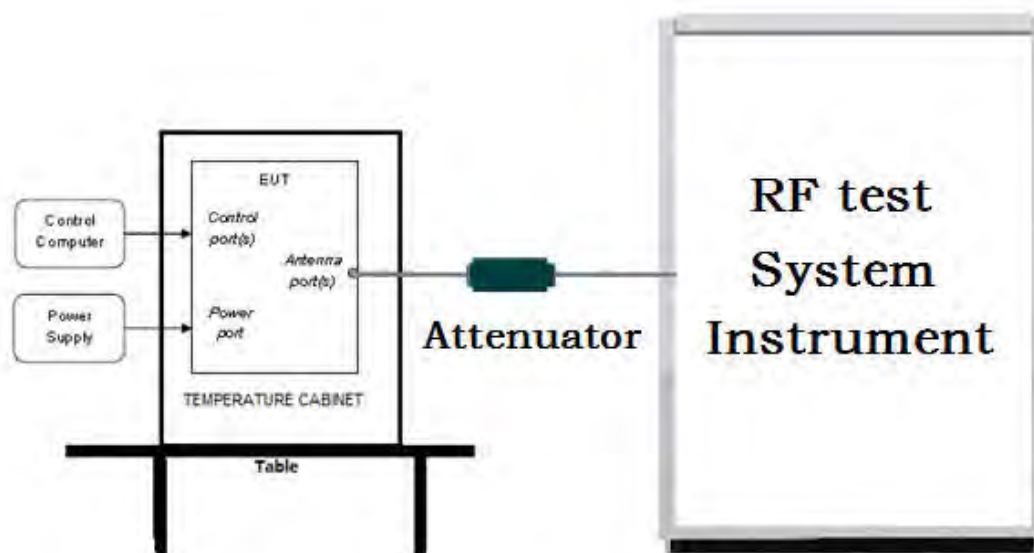 EUT
Control
Computer
Control
port(s)
Antenna
port(s)
Power
Supply
Power
port
TEMPERATURE CABINET
Table
Attenuator
RF test
System
Instrument